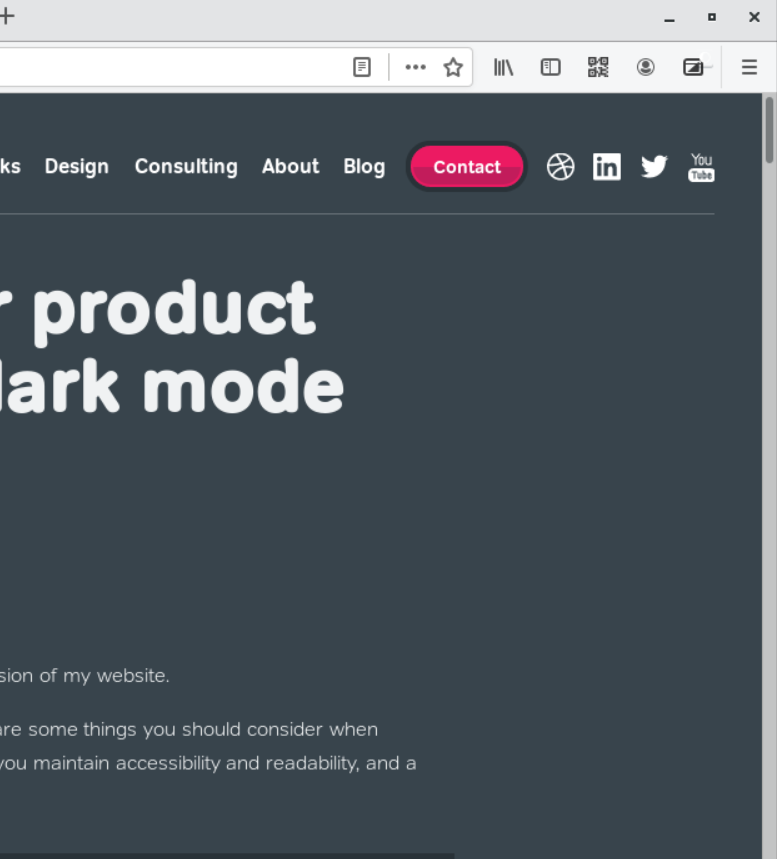 ks Design Consulting About Blog Contact You Tube
r product
dark mode
sion of my website.
are some things you should consider when
you maintain accessibility and readability, and a